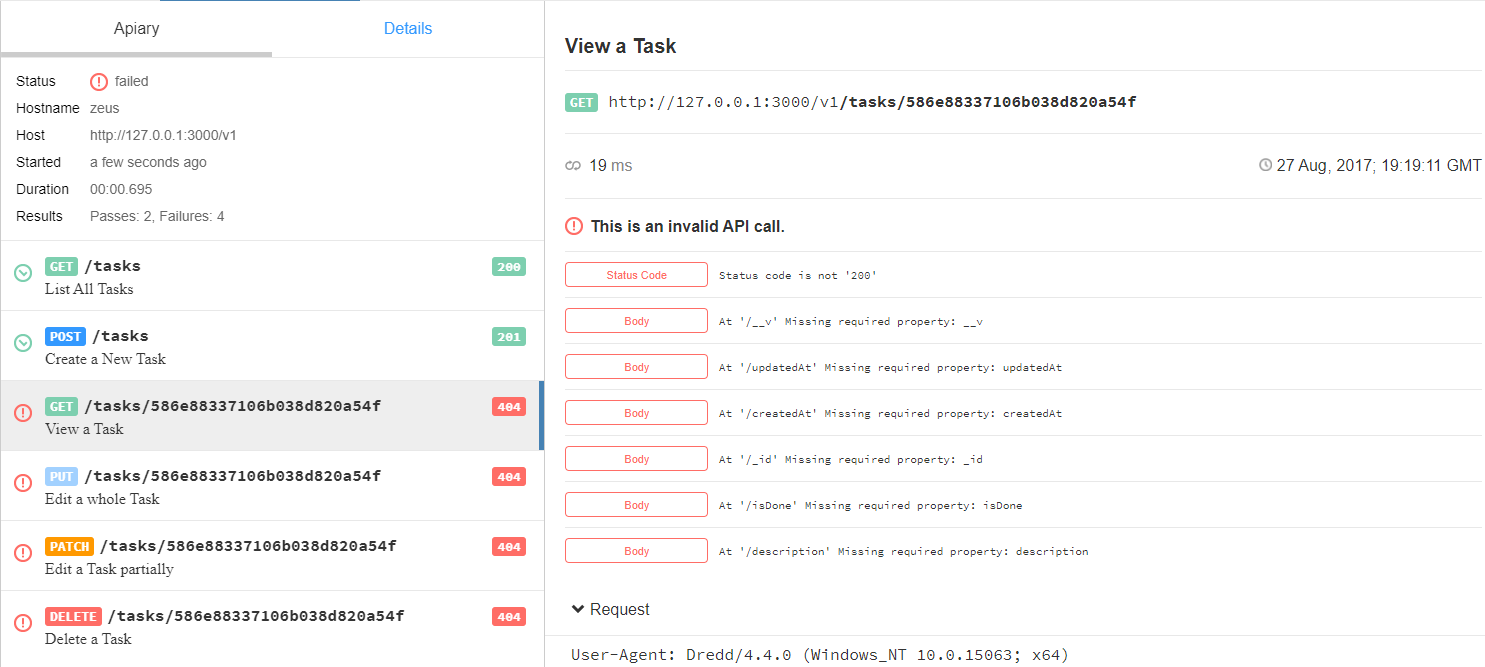 Apiary
Details
Status failed
Hostname zeus
Host http://127.0.0.1:3000/v1
Started a few seconds ago
Duration 00:00.695
Results Passes: 2, Failures: 4
GET /tasks 200
List All Tasks
POST /tasks 201
Create a New Task
GET /tasks/586e88337106b038d820a54f 404
View a Task
PUT /tasks/586e88337106b038d820a54f 404
Edit a whole Task
PATCH /tasks/586e88337106b038d820a54f 404
Edit a Task partially
DELETE /tasks/586e88337106b038d820a54f 404
Delete a Task
View a Task
GET http://127.0.0.1:3000/v1/tasks/586e88337106b038d820a54f
19 ms 27 Aug, 2017; 19:19:11 GMT
This is an invalid API call.
Status Code Status code is not '200'
Body At '/__v' Missing required property: __v
Body At '/updatedAt' Missing required property: updatedAt
Body At '/createdAt' Missing required property: createdAt
Body At '/_id' Missing required property: _id
Body At '/isDone' Missing required property: isDone
Body At '/description' Missing required property: description
Request
User-Agent: Dredd/4.4.0 (Windows_NT 10.0.15063; x64)